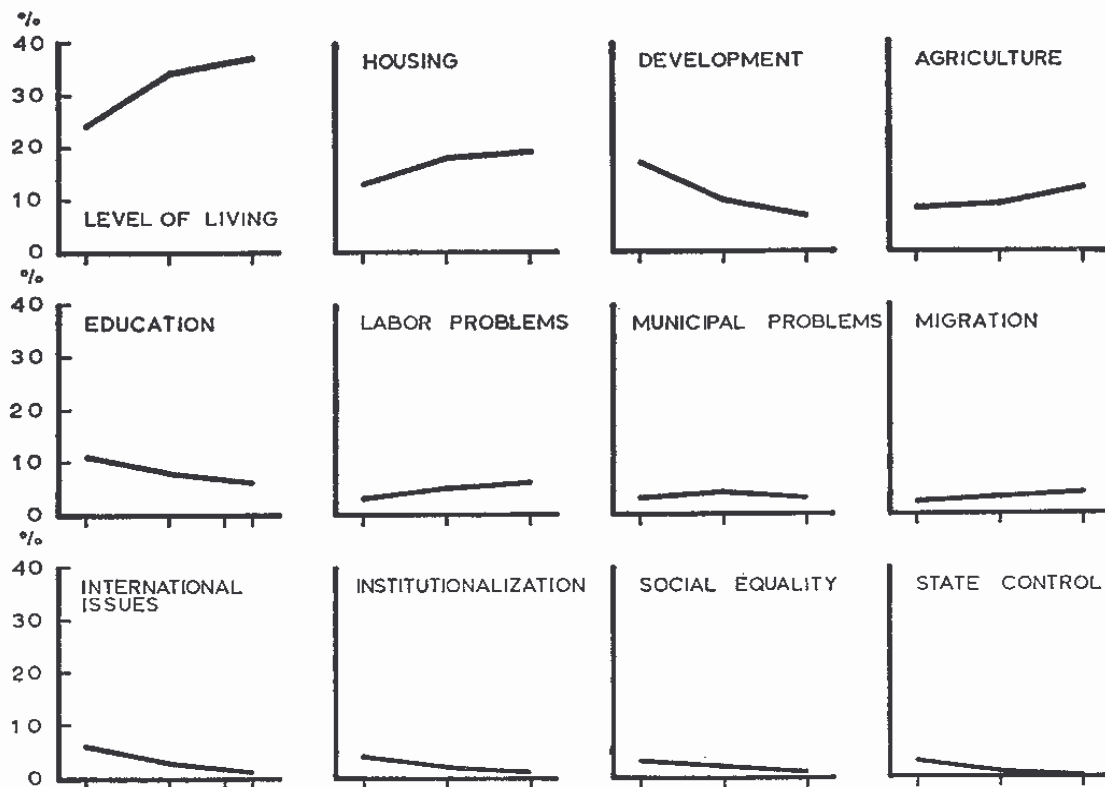 %
40
30
20
10
0
LEVEL OF LIVING
HOUSING
DEVELOPMENT
AGRICULTURE
%
40
30
20
10
0
EDUCATION
LABOR PROBLEMS
MUNICIPAL PROBLEMS
MIGRATION
%
40
30
20
10
0
INTERNATIONAL
ISSUES
INSTITUTIONALIZATION
SOCIAL EQUALITY
STATE CONTROL